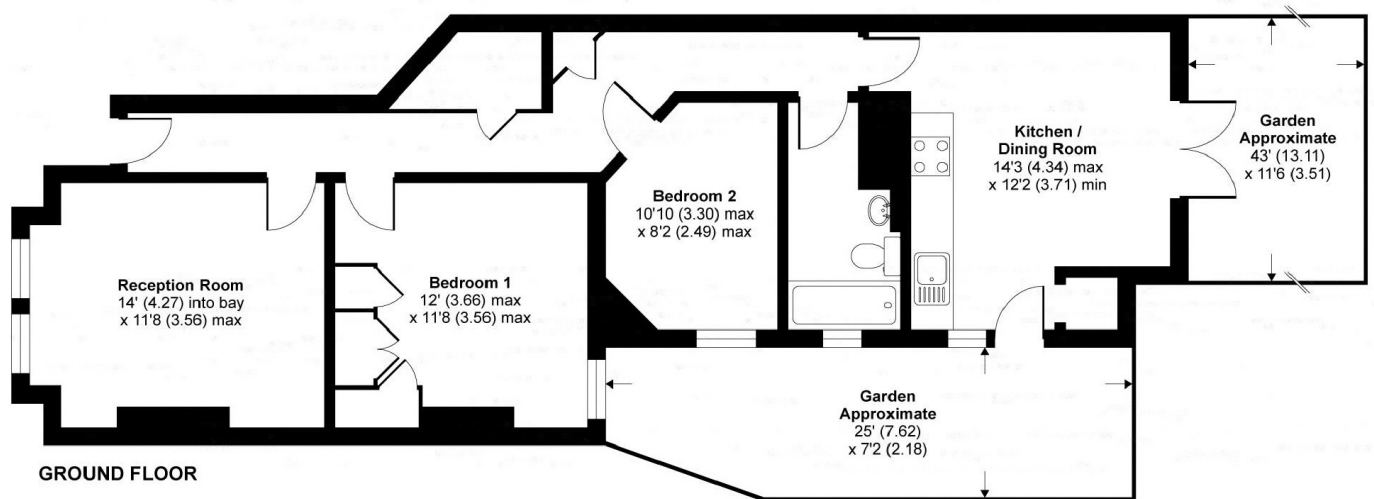 Reception Room
14' (4.27) into bay
x 11'8 (3.56) max
Bedroom 1
12' (3.66) max
x 11'8 (3.56) max
Bedroom 2
10'10 (3.30) max
x 8'2 (2.49) max
Kitchen /
Dining Room
14'3 (4.34) max
x 12'2 (3.71) min
Garden
Approximate
43' (13.11)
x 11'6 (3.51)
Garden
Approximate
25' (7.62)
x 7'2 (2.18)
GROUND FLOOR